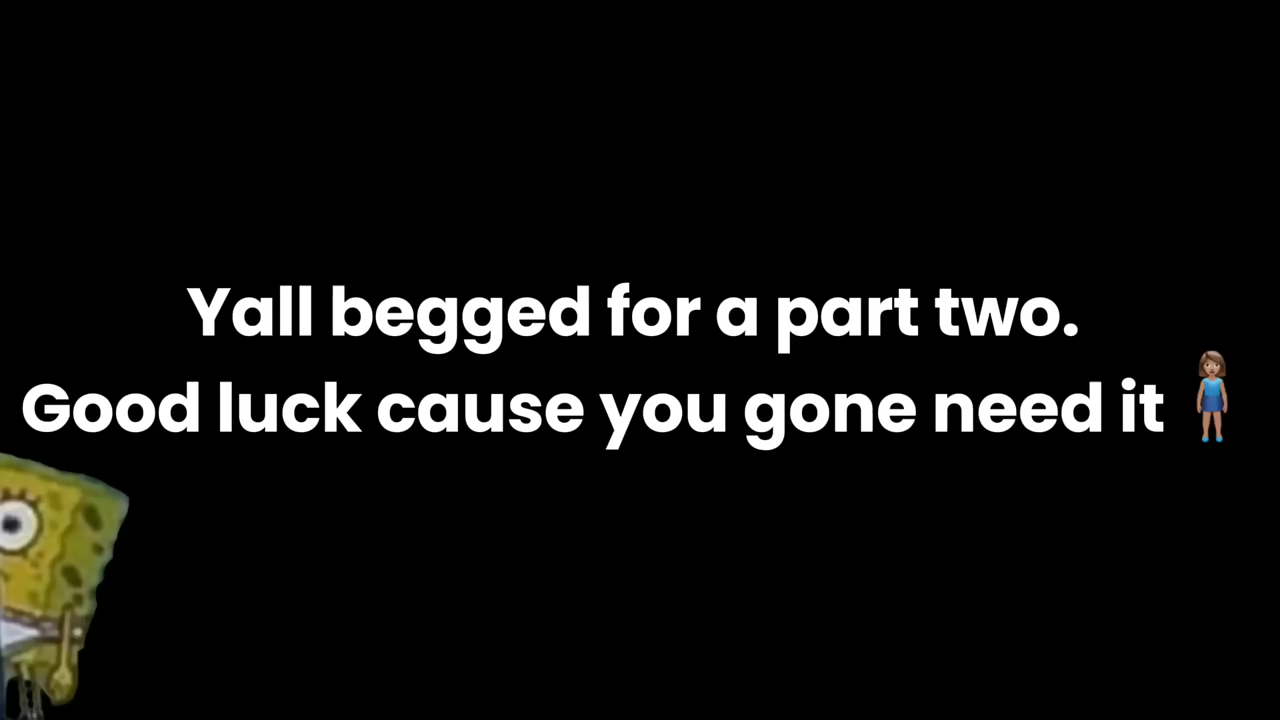 Yall begged for a part two.
Good luck cause you gone need it 🧍🏽‍♀️